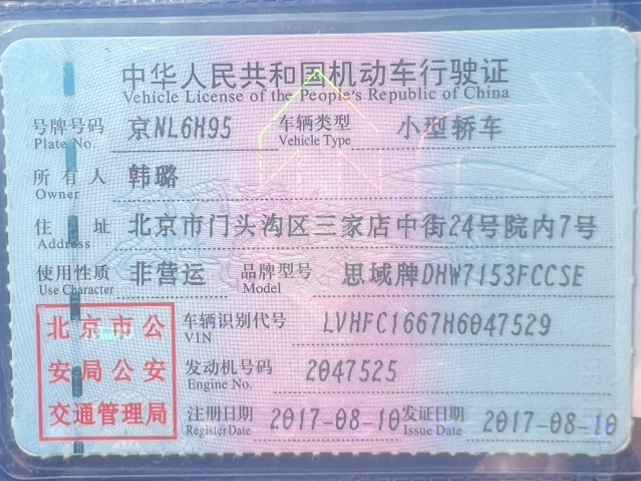 中华人民共和国机动车行驶证
Vehicle License of the People's Republic of China
号牌号码 京NL6H95 车辆类型 小型轿车
Plate No. Vehicle Type
所有人 韩璐
Owner
住址 北京市门头沟区三家店中街24号院内7号
Address
使用性质 非营运 品牌型号 思域牌DHW7153FCCSE
Use Character Model
北京市公
安局公安
交通管理局
车辆识别代号 LVHFC1667H6047529
VIN
发动机号码 2047525
Engine No.
注册日期 2017-08-10 发证日期 2017-08-10
Register Date Issue Date